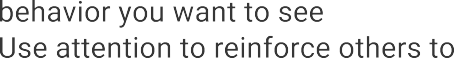 behavior you want to see
Use attention to reinforce others to